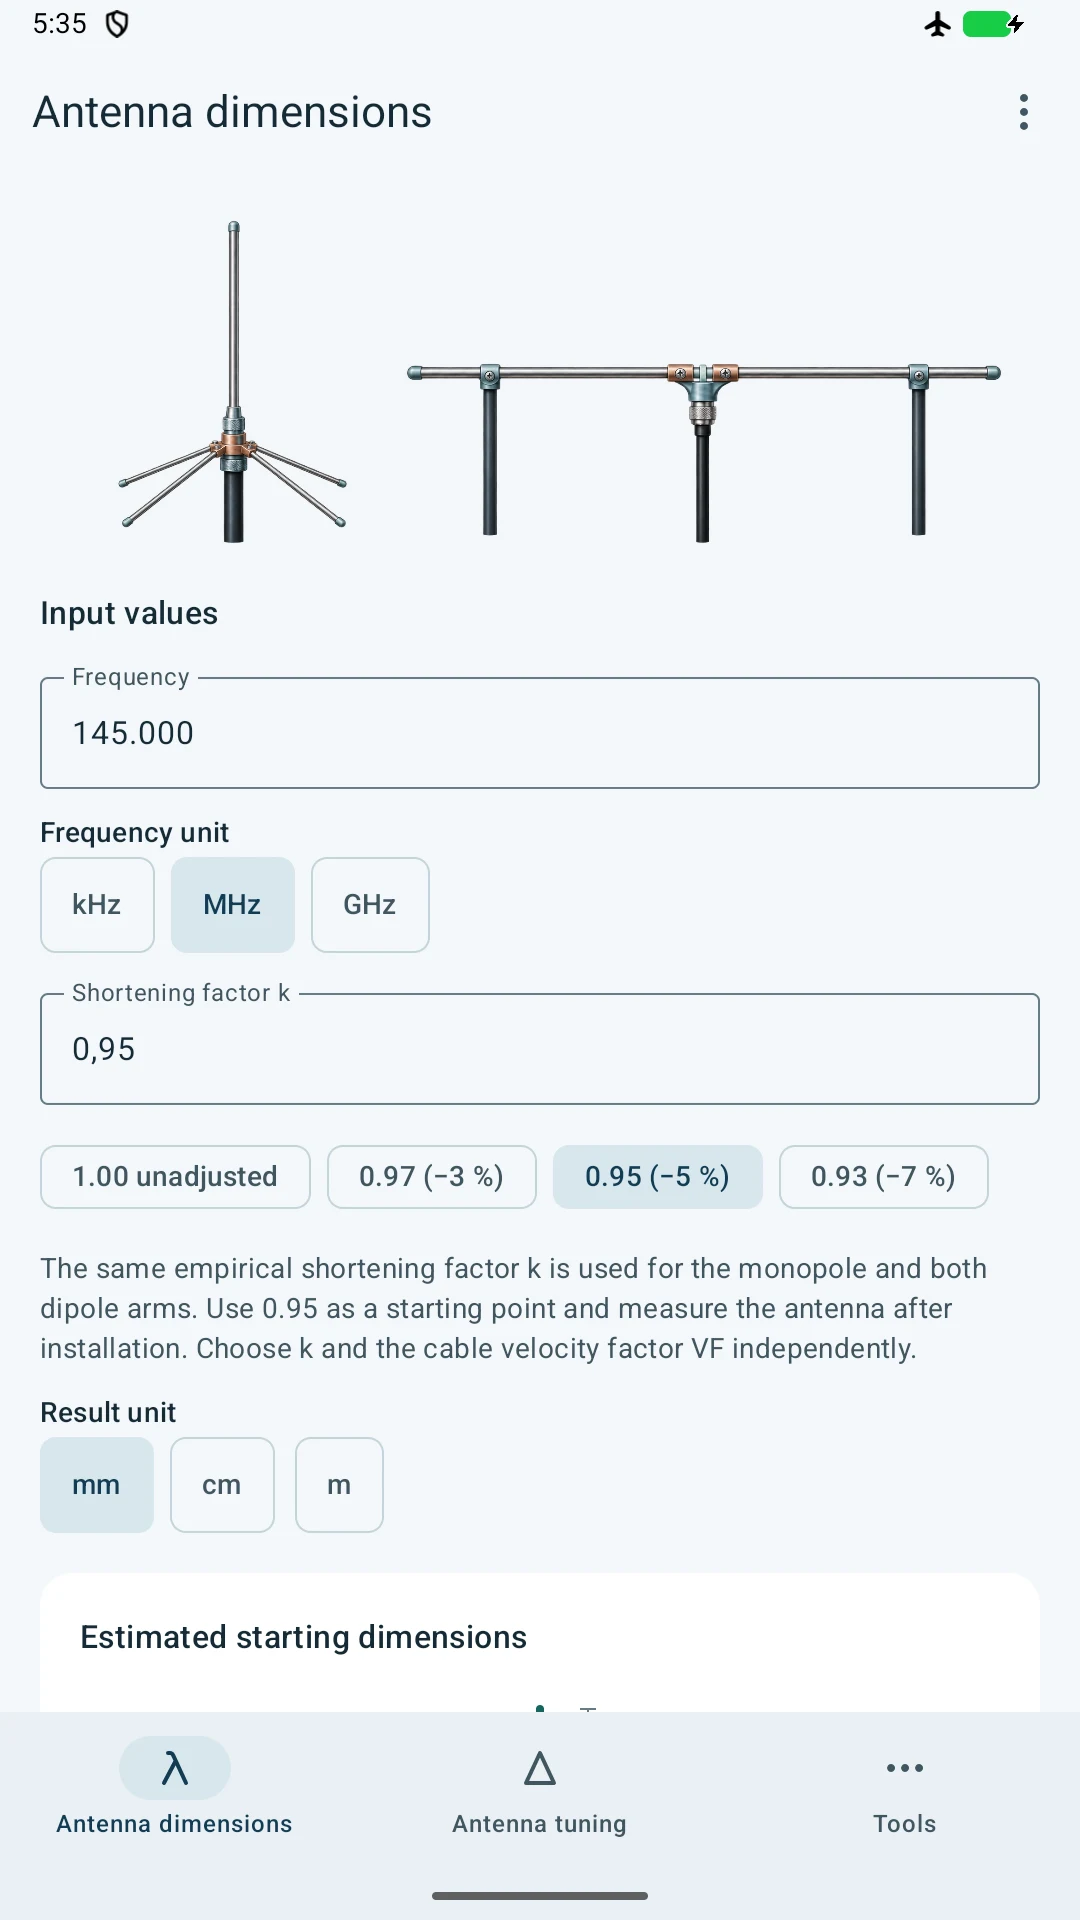 5:35
Antenna dimensions
Input values
Frequency
145.000
Frequency unit
kHz MHz GHz
Shortening factor k
0,95
1.00 unadjusted 0.97 (−3 %) 0.95 (−5 %) 0.93 (−7 %)
The same empirical shortening factor k is used for the monopole and both
dipole arms. Use 0.95 as a starting point and measure the antenna after
installation. Choose k and the cable velocity factor VF independently.
Result unit
mm cm m
Estimated starting dimensions
λ Δ
Antenna dimensions Antenna tuning Tools